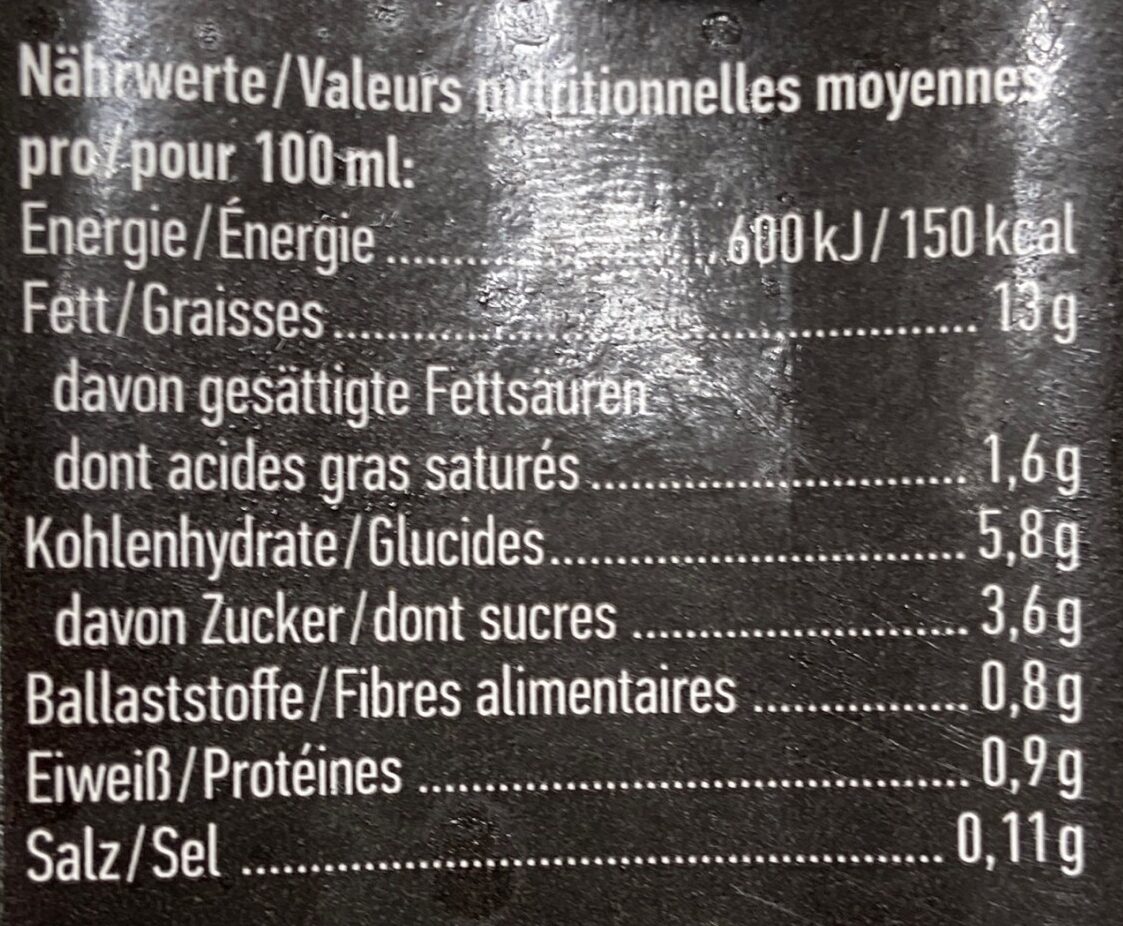 Nährwerte/Valeurs nutritionnelles moyennes
pro/pour 100 ml:
Energie/Énergie ........................ 600 kJ/150 kcal
Fett/Graisses ........................ 13 g
davon gesättigte Fettsäuren
dont acides gras saturés ........................ 1,6 g
Kohlenhydrate/Glucides ........................ 5,8 g
davon Zucker/dont sucres ........................ 3,6 g
Ballaststoffe/Fibres alimentaires ........................ 0,8 g
Eiweiß/Protéines ........................ 0,9 g
Salz/Sel ........................ 0,11 g